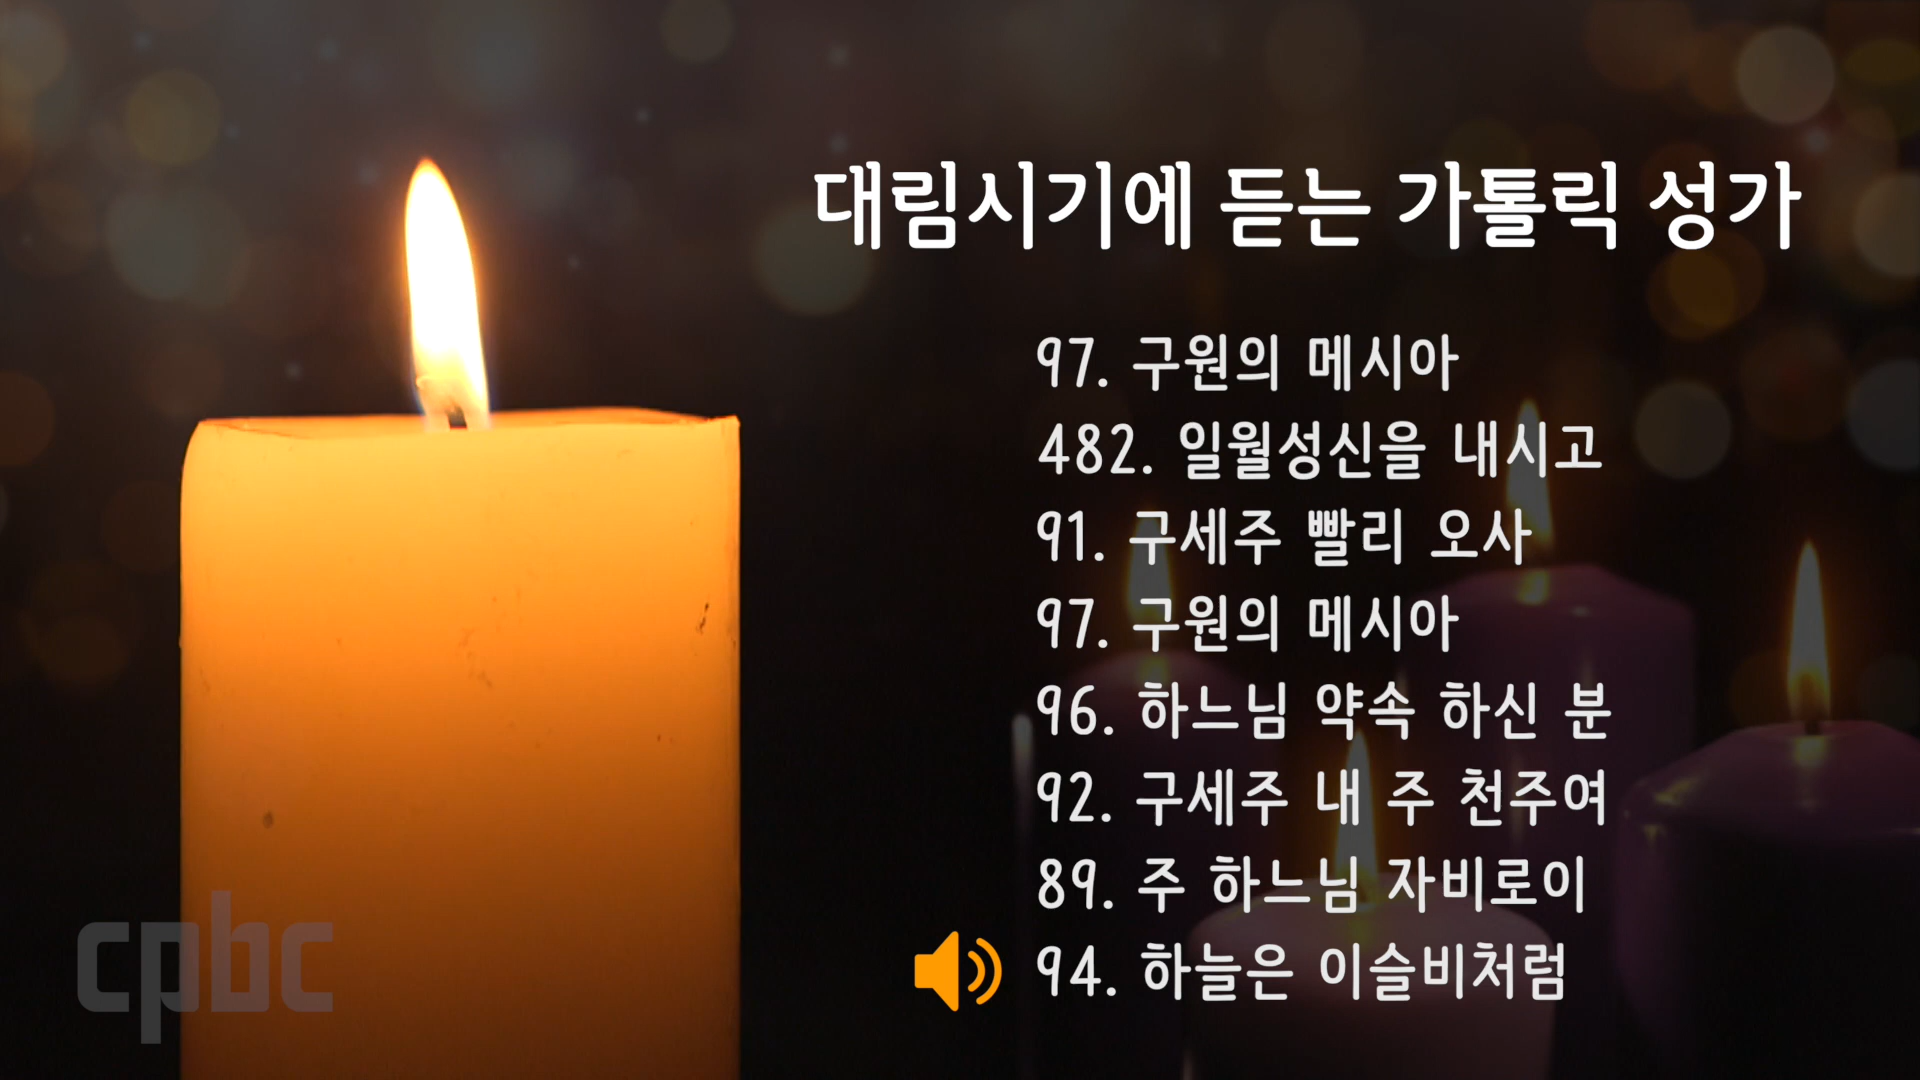 대림시기에 듣는 가톨릭 성가
97. 구원의 메시아
482. 일월성신을 내시고
91. 구세주 빨리 오사
97. 구원의 메시아
96. 하느님 약속 하신 분
92. 구세주 내 주 천주여
89. 주 하느님 자비로이
94. 하늘은 이슬비처럼
cpbc